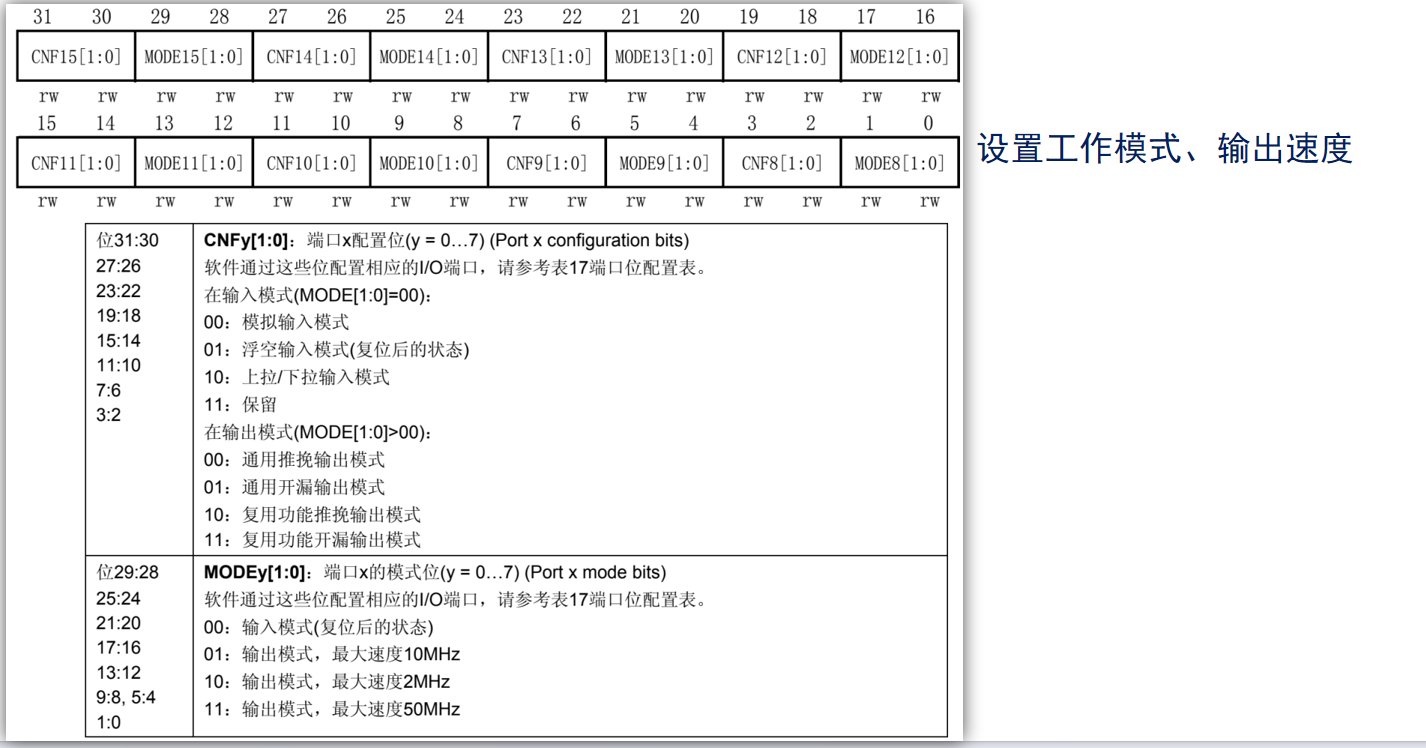 31 30 29 28 27 26 25 24 23 22 21 20 19 18 17 16
CNF15[1:0] MODE15[1:0] CNF14[1:0] MODE14[1:0] CNF13[1:0] MODE13[1:0] CNF12[1:0] MODE12[1:0]
rw rw rw rw rw rw rw rw rw rw rw rw rw rw rw rw
15 14 13 12 11 10 9 8 7 6 5 4 3 2 1 0
CNF11[1:0] MODE11[1:0] CNF10[1:0] MODE10[1:0] CNF9[1:0] MODE9[1:0] CNF8[1:0] MODE8[1:0]
rw rw rw rw rw rw rw rw rw rw rw rw rw rw rw rw
设置工作模式、输出速度
位31:30
27:26
23:22
19:18
15:14
11:10
7:6
3:2
CNFy[1:0]：端口x配置位(y = 0…7) (Port x configuration bits)
软件通过这些位配置相应的I/O端口，请参考表17端口位配置表。
在输入模式(MODE[1:0]=00)：
00：模拟输入模式
01：浮空输入模式(复位后的状态)
10：上拉/下拉输入模式
11：保留
在输出模式(MODE[1:0]>00)：
00：通用推挽输出模式
01：通用开漏输出模式
10：复用功能推挽输出模式
11：复用功能开漏输出模式
位29:28
25:24
21:20
17:16
13:12
9:8, 5:4
1:0
MODEy[1:0]：端口x的模式位(y = 0…7) (Port x mode bits)
软件通过这些位配置相应的I/O端口，请参考表17端口位配置表。
00：输入模式(复位后的状态)
01：输出模式，最大速度10MHz
10：输出模式，最大速度2MHz
11：输出模式，最大速度50MHz